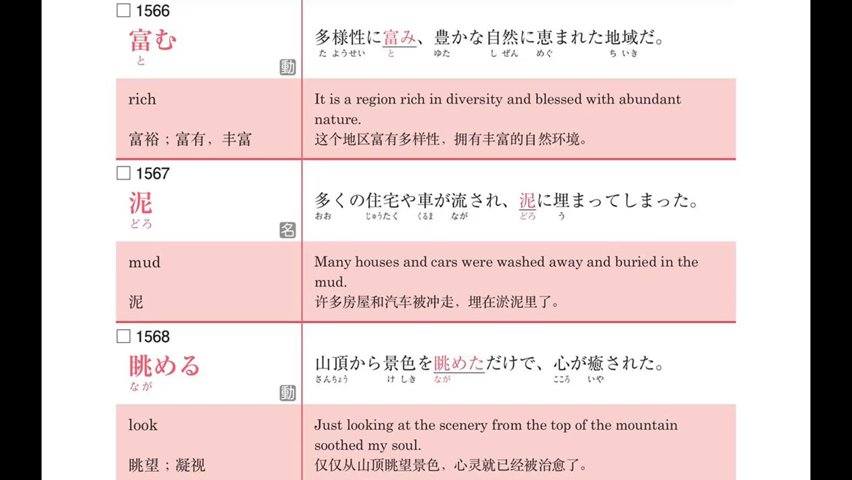 □ 1566
富む
と
動
多様性に富み、豊かな自然に恵まれた地域だ。
たようせい と ゆた しぜん めぐ ちいき
rich
富裕；富有，丰富
It is a region rich in diversity and blessed with abundant
nature.
这个地区富有多样性，拥有丰富的自然环境。
□ 1567
泥
どろ
名
多くの住宅や車が流され、泥に埋まってしまった。
おお じゅうたく くるま なが どろ う
mud
泥
Many houses and cars were washed away and buried in the
mud.
许多房屋和汽车被冲走，埋在淤泥里了。
□ 1568
眺める
なが
動
山頂から景色を眺めただけで、心が癒された。
さんちょう けしき なが こころ いや
look
眺望；凝视
Just looking at the scenery from the top of the mountain
soothed my soul.
仅仅从山顶眺望景色，心灵就已经被治愈了。